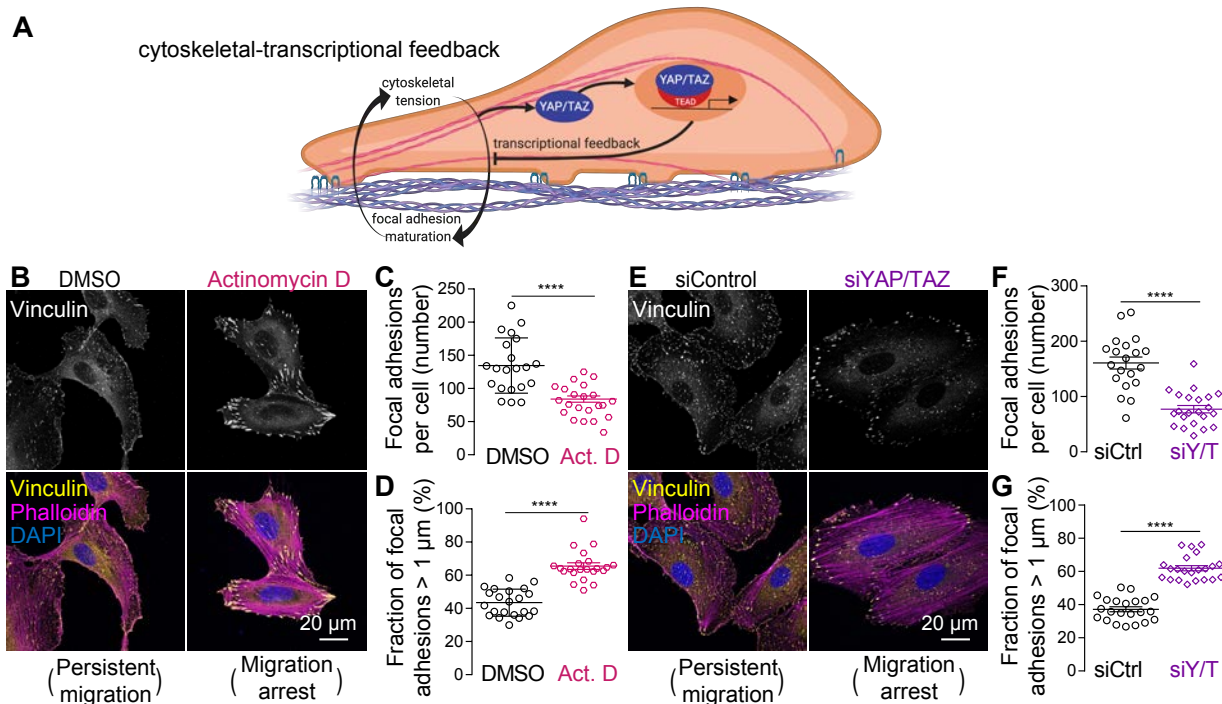 A
cytoskeletal-transcriptional feedback
cytoskeletal
tension
YAP/TAZ
YAP/TAZ
TEAD
transcriptional feedback
focal adhesion
maturation
B
DMSO
Actinomycin D
Vinculin
Vinculin
Phalloidin
DAPI
20 µm
(Persistent
migration)
(Migration
arrest)
C
Focal adhesions
per cell (number)
250
200
150
100
50
0
****
DMSO
Act. D
D
Fraction of focal
adhesions > 1 µm (%)
100
80
60
40
20
0
****
DMSO
Act. D
E
siControl
siYAP/TAZ
Vinculin
Vinculin
Phalloidin
DAPI
20 µm
(Persistent
migration)
(Migration
arrest)
F
Focal adhesions
per cell (number)
300
200
100
0
****
siCtrl
siY/T
G
Fraction of focal
adhesions > 1 µm (%)
100
80
60
40
20
0
****
siCtrl
siY/T